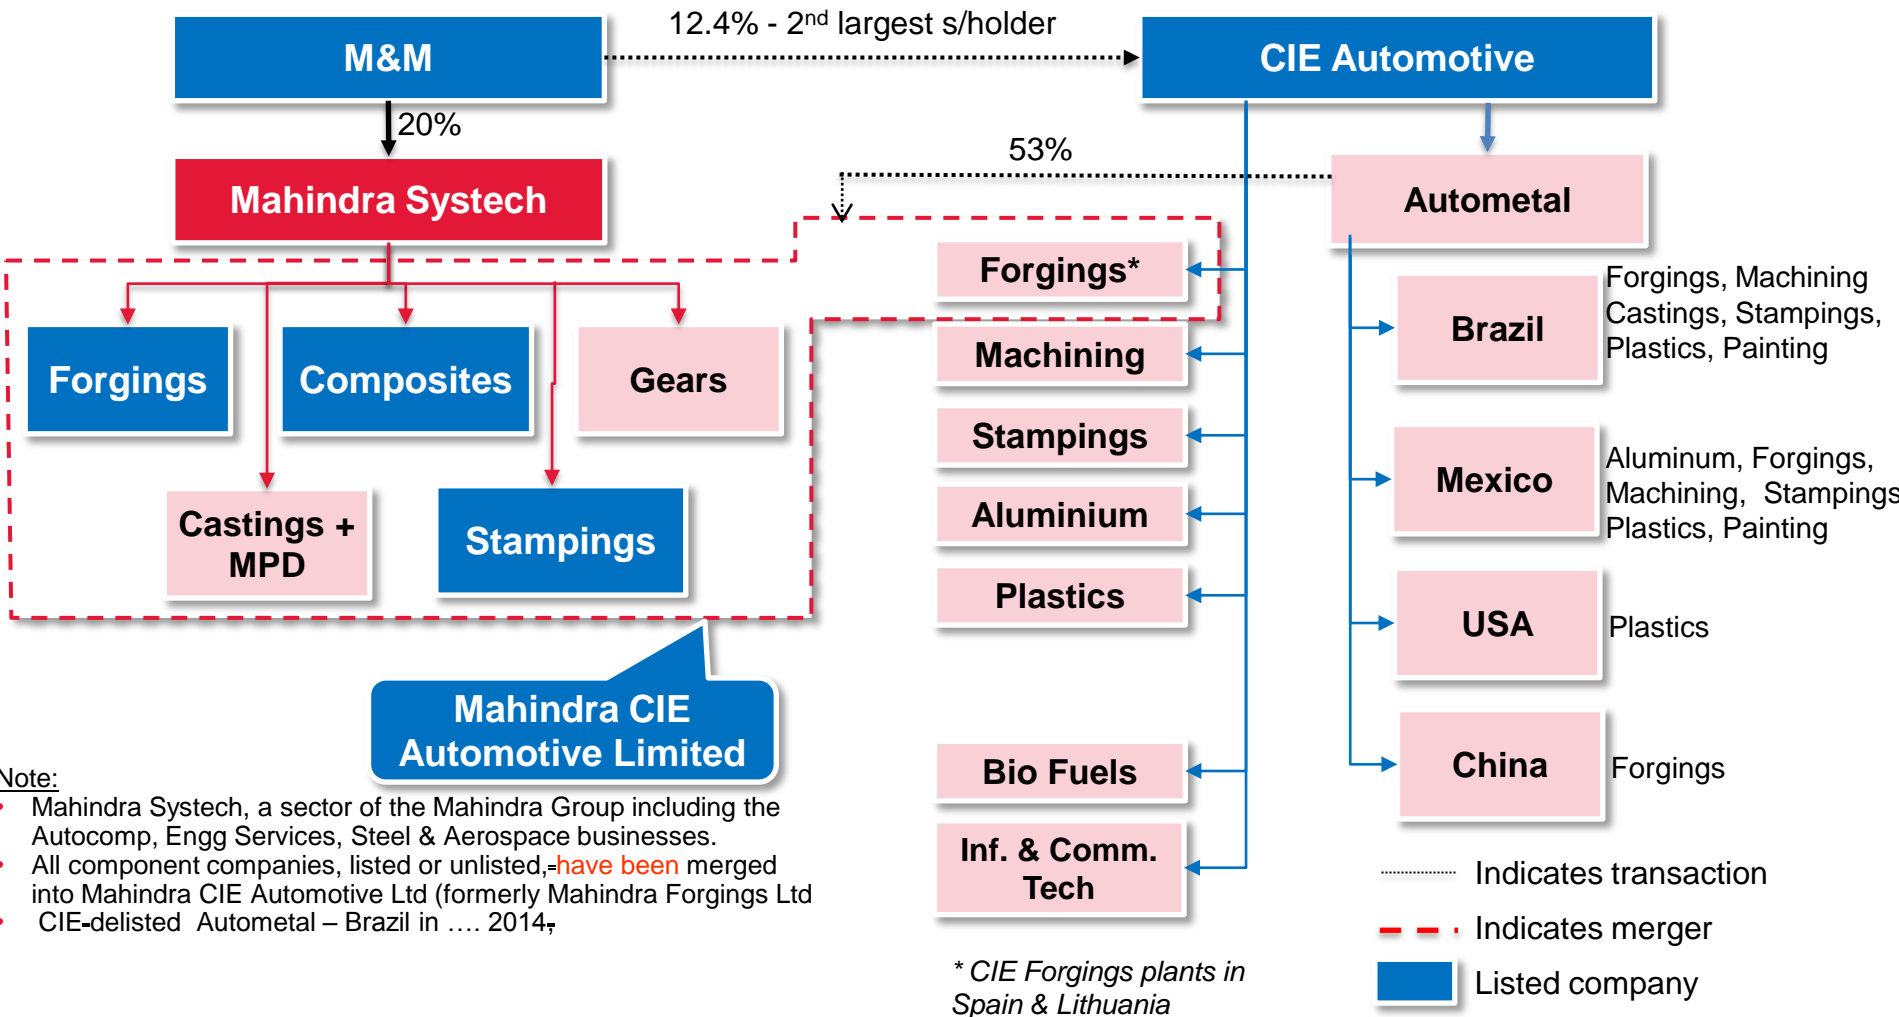 12.4% - 2nd largest s/holder
M&M
CIE Automotive
20%
53%
Mahindra Systech
Autometal
Forgings*
Forgings, Machining
Castings, Stampings,
Plastics, Painting
Brazil
Machining
Forgings
Composites
Gears
Stampings
Aluminum, Forgings,
Machining, Stampings
Plastics, Painting
Mexico
Castings +
MPD
Stampings
Aluminium
Plastics
USA
Plastics
Mahindra CIE
Automotive Limited
Bio Fuels
China
Forgings
Note:
• Mahindra Systech, a sector of the Mahindra Group including the
Autocomp, Engg Services, Steel & Aerospace businesses.
• All component companies, listed or unlisted, have been merged
into Mahindra CIE Automotive Ltd (formerly Mahindra Forgings Ltd
• CIE-delisted Autometal – Brazil in …. 2014,
Inf. & Comm.
Tech
* CIE Forgings plants in
Spain & Lithuania
Indicates transaction
Indicates merger
Listed company